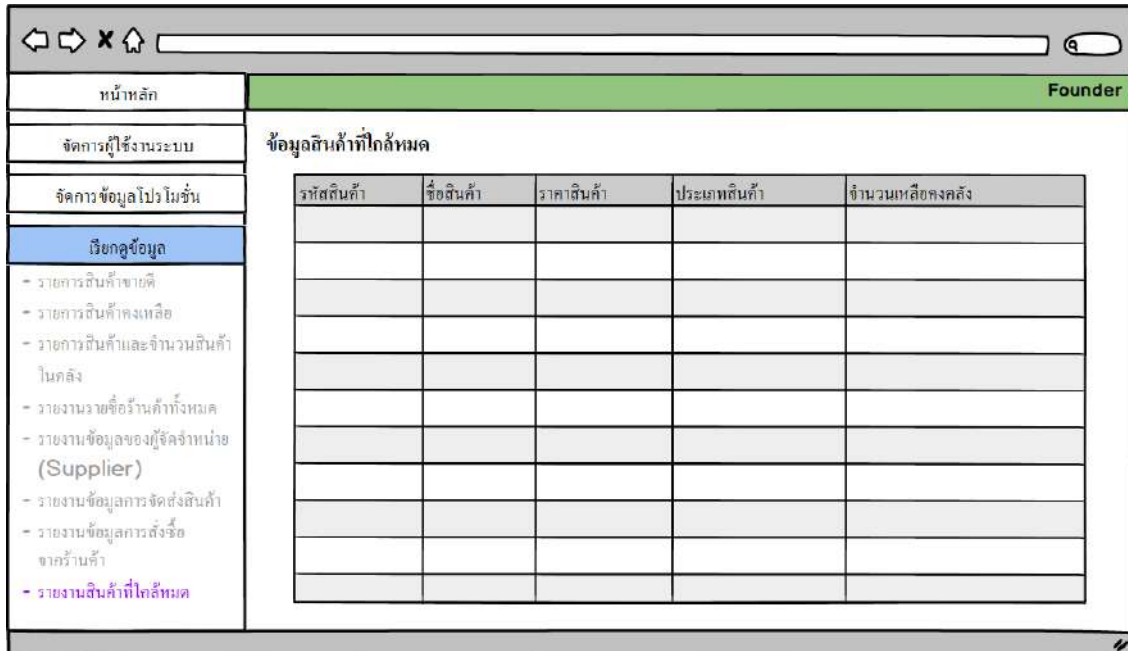 หน้าหลัก
Founder
จัดการผู้ใช้งานระบบ
จัดการข้อมูลโปรโมชั่น
เรียกดูข้อมูล
- รายการสินค้าขายดี
- รายการสินค้าคงเหลือ
- รายการสินค้าและจำนวนสินค้า
ในคลัง
- รายงานรายชื่อร้านค้าทั้งหมด
- รายงานข้อมูลของผู้จัดจำหน่าย
(Supplier)
- รายงานข้อมูลการจัดส่งสินค้า
- รายงานข้อมูลการสั่งซื้อ
จากร้านค้า
- รายงานสินค้าที่ใกล้หมด
ข้อมูลสินค้าที่ใกล้หมด
รหัสสินค้า ชื่อสินค้า ราคาสินค้า ประเภทสินค้า จำนวนเหลือคงคลัง